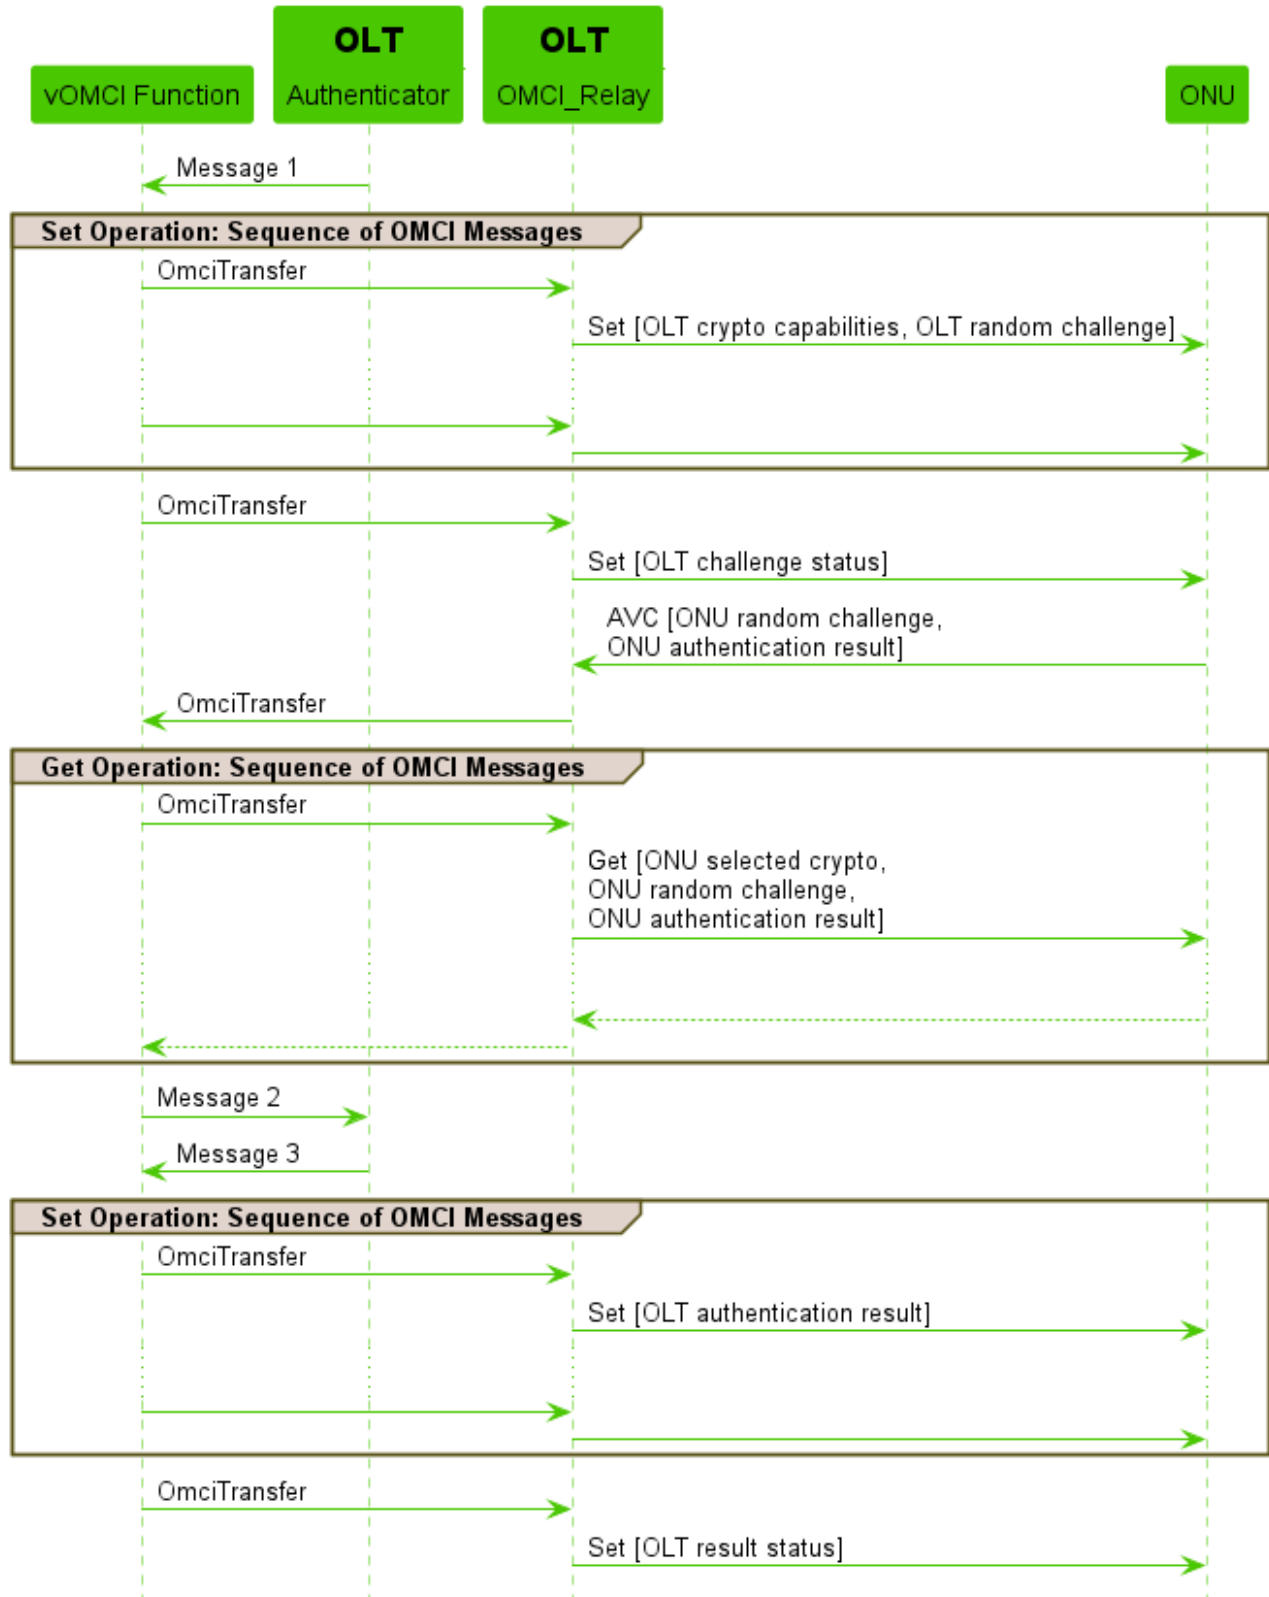 OLT
OLT
vOMCI Function
Authenticator
OMCI_Relay
ONU
Message 1
Set Operation: Sequence of OMCI Messages
OmciTransfer
Set [OLT crypto capabilities, OLT random challenge]
OmciTransfer
Set [OLT challenge status]
AVC [ONU random challenge,
ONU authentication result]
OmciTransfer
Get Operation: Sequence of OMCI Messages
OmciTransfer
Get [ONU selected crypto,
ONU random challenge,
ONU authentication result]
Message 2
Message 3
Set Operation: Sequence of OMCI Messages
OmciTransfer
Set [OLT authentication result]
OmciTransfer
Set [OLT result status]